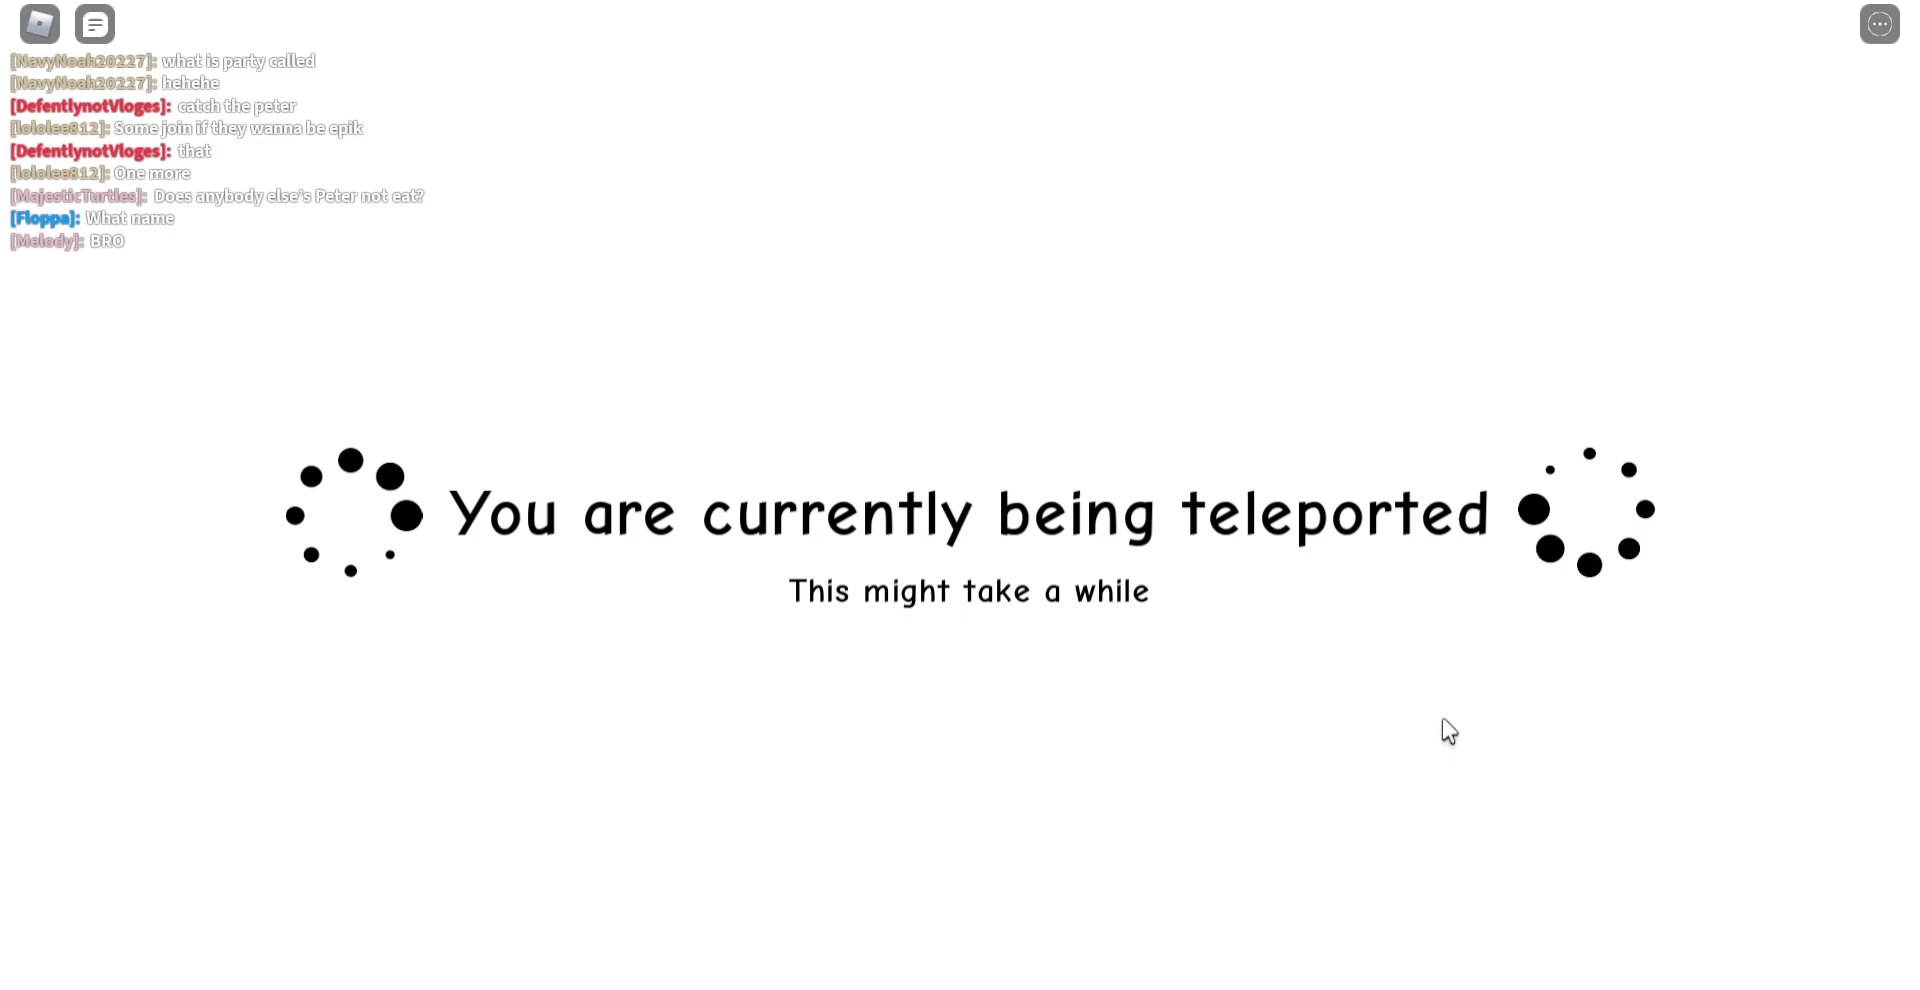 [NavyNoah20227]: what is party called
[NavyNoah20227]: hehehe
[DefentlynotVloges]: catch the peter
[lololee812]: Some join if they wanna be epik
[DefentlynotVloges]: that
[lololee812]: One more
[MajesticTurtles]: Does anybody else's Peter not eat?
[Floppa]: What name
[Melody]: BRO
You are currently being teleported
This might take a while